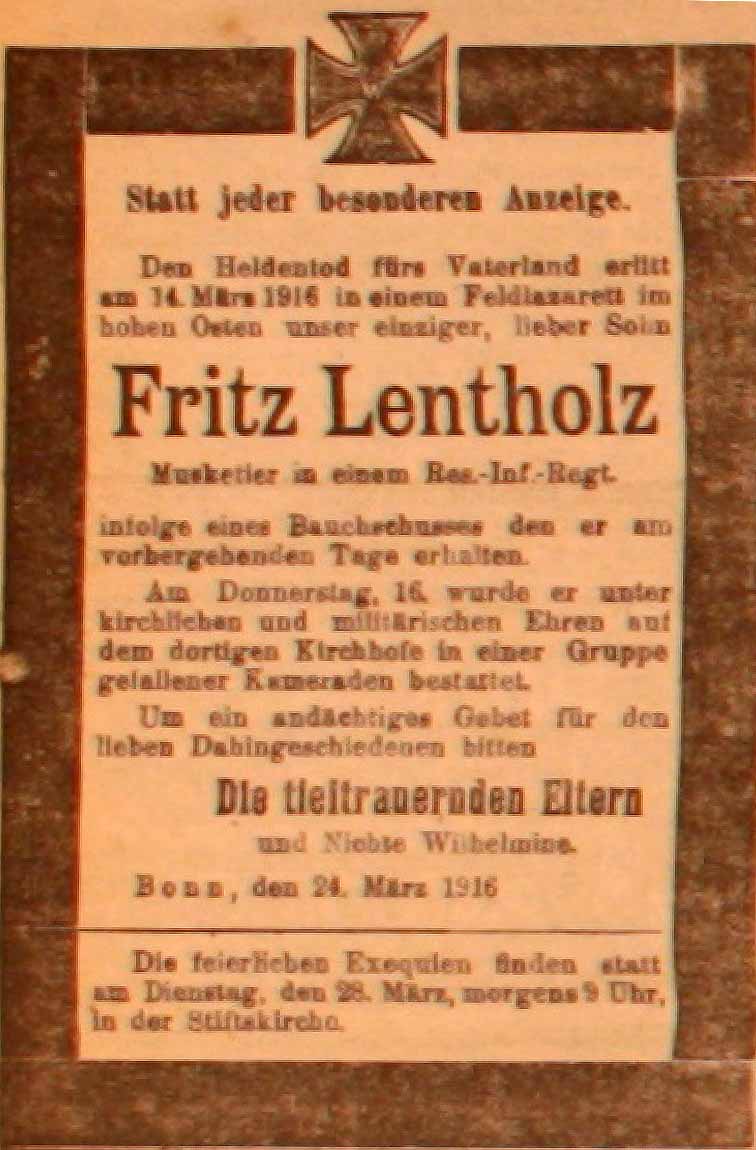 Statt jeder besonderen Anzeige.
Den Heldentod fürs Vaterland erlitt
am 14. März 1916 in einem Feldlazarett im
hohen Osten unser einziger, lieber Sohn
Fritz Lentholz
Musketier in einem Res.-Inf.-Regt.
infolge eines Bauchschusses den er am
vorhergehenden Tage erhalten.
Am Donnerstag, 16. wurde er unter
kirchlichen und militärischen Ehren auf
dem dortigen Kirchhofe in einer Gruppe
gefallener Kameraden bestattet.
Um ein andächtiges Gebet für den
lieben Dahingeschiedenen bitten
Die tieftrauernden Eltern
und Nichte Wilhelmine.
Bonn, den 24. März 1916
Die feierlichen Exequien finden statt
am Dienstag, den 28. März, morgens 9 Uhr,
in der Stiftskirche.